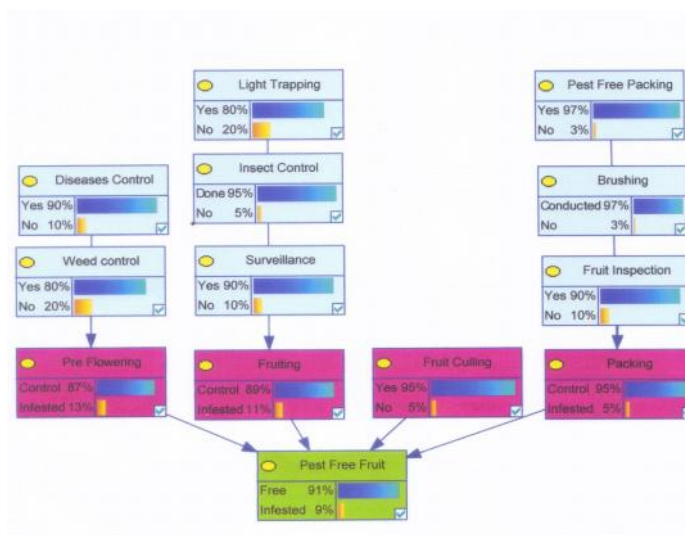 Light Trapping
Yes 80%
No 20%
Pest Free Packing
Yes 97%
No 3%
Diseases Control
Yes 90%
No 10%
Insect Control
Done 95%
No 5%
Brushing
Conducted 97%
No 3%
Weed control
Yes 80%
No 20%
Surveillance
Yes 90%
No 10%
Fruit Inspection
Yes 90%
No 10%
Pre Flowering
Control 87%
Infested 13%
Fruiting
Control 89%
Infested 11%
Fruit Culling
Yes 95%
No 5%
Packing
Control 95%
Infested 5%
Pest Free Fruit
Free 91%
Infested 9%